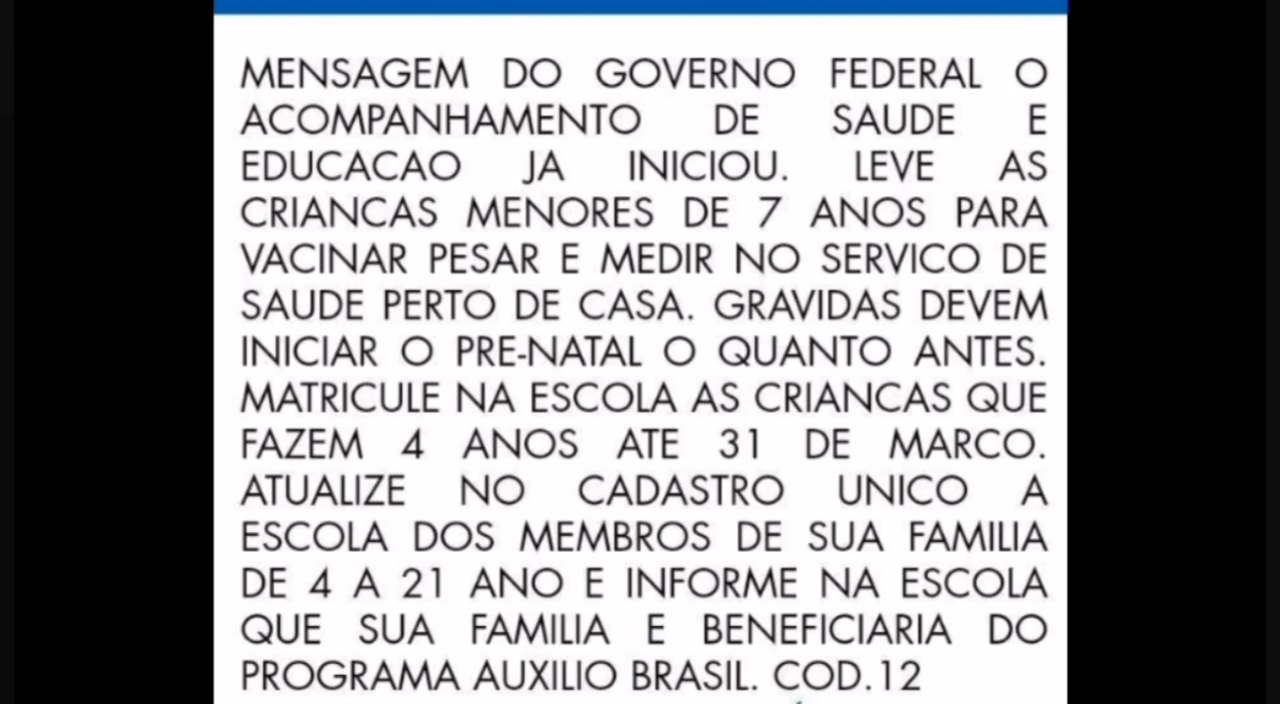 MENSAGEM DO GOVERNO FEDERAL O
ACOMPANHAMENTO DE SAUDE E
EDUCACAO JA INICIOU. LEVE AS
CRIANCAS MENORES DE 7 ANOS PARA
VACINAR PESAR E MEDIR NO SERVICO DE
SAUDE PERTO DE CASA. GRAVIDAS DEVEM
INICIAR O PRE-NATAL O QUANTO ANTES.
MATRICULE NA ESCOLA AS CRIANCAS QUE
FAZEM 4 ANOS ATE 31 DE MARCO.
ATUALIZE NO CADASTRO UNICO A
ESCOLA DOS MEMBROS DE SUA FAMILIA
DE 4 A 21 ANO E INFORME NA ESCOLA
QUE SUA FAMILIA E BENEFICIARIA DO
PROGRAMA AUXILIO BRASIL. COD.12